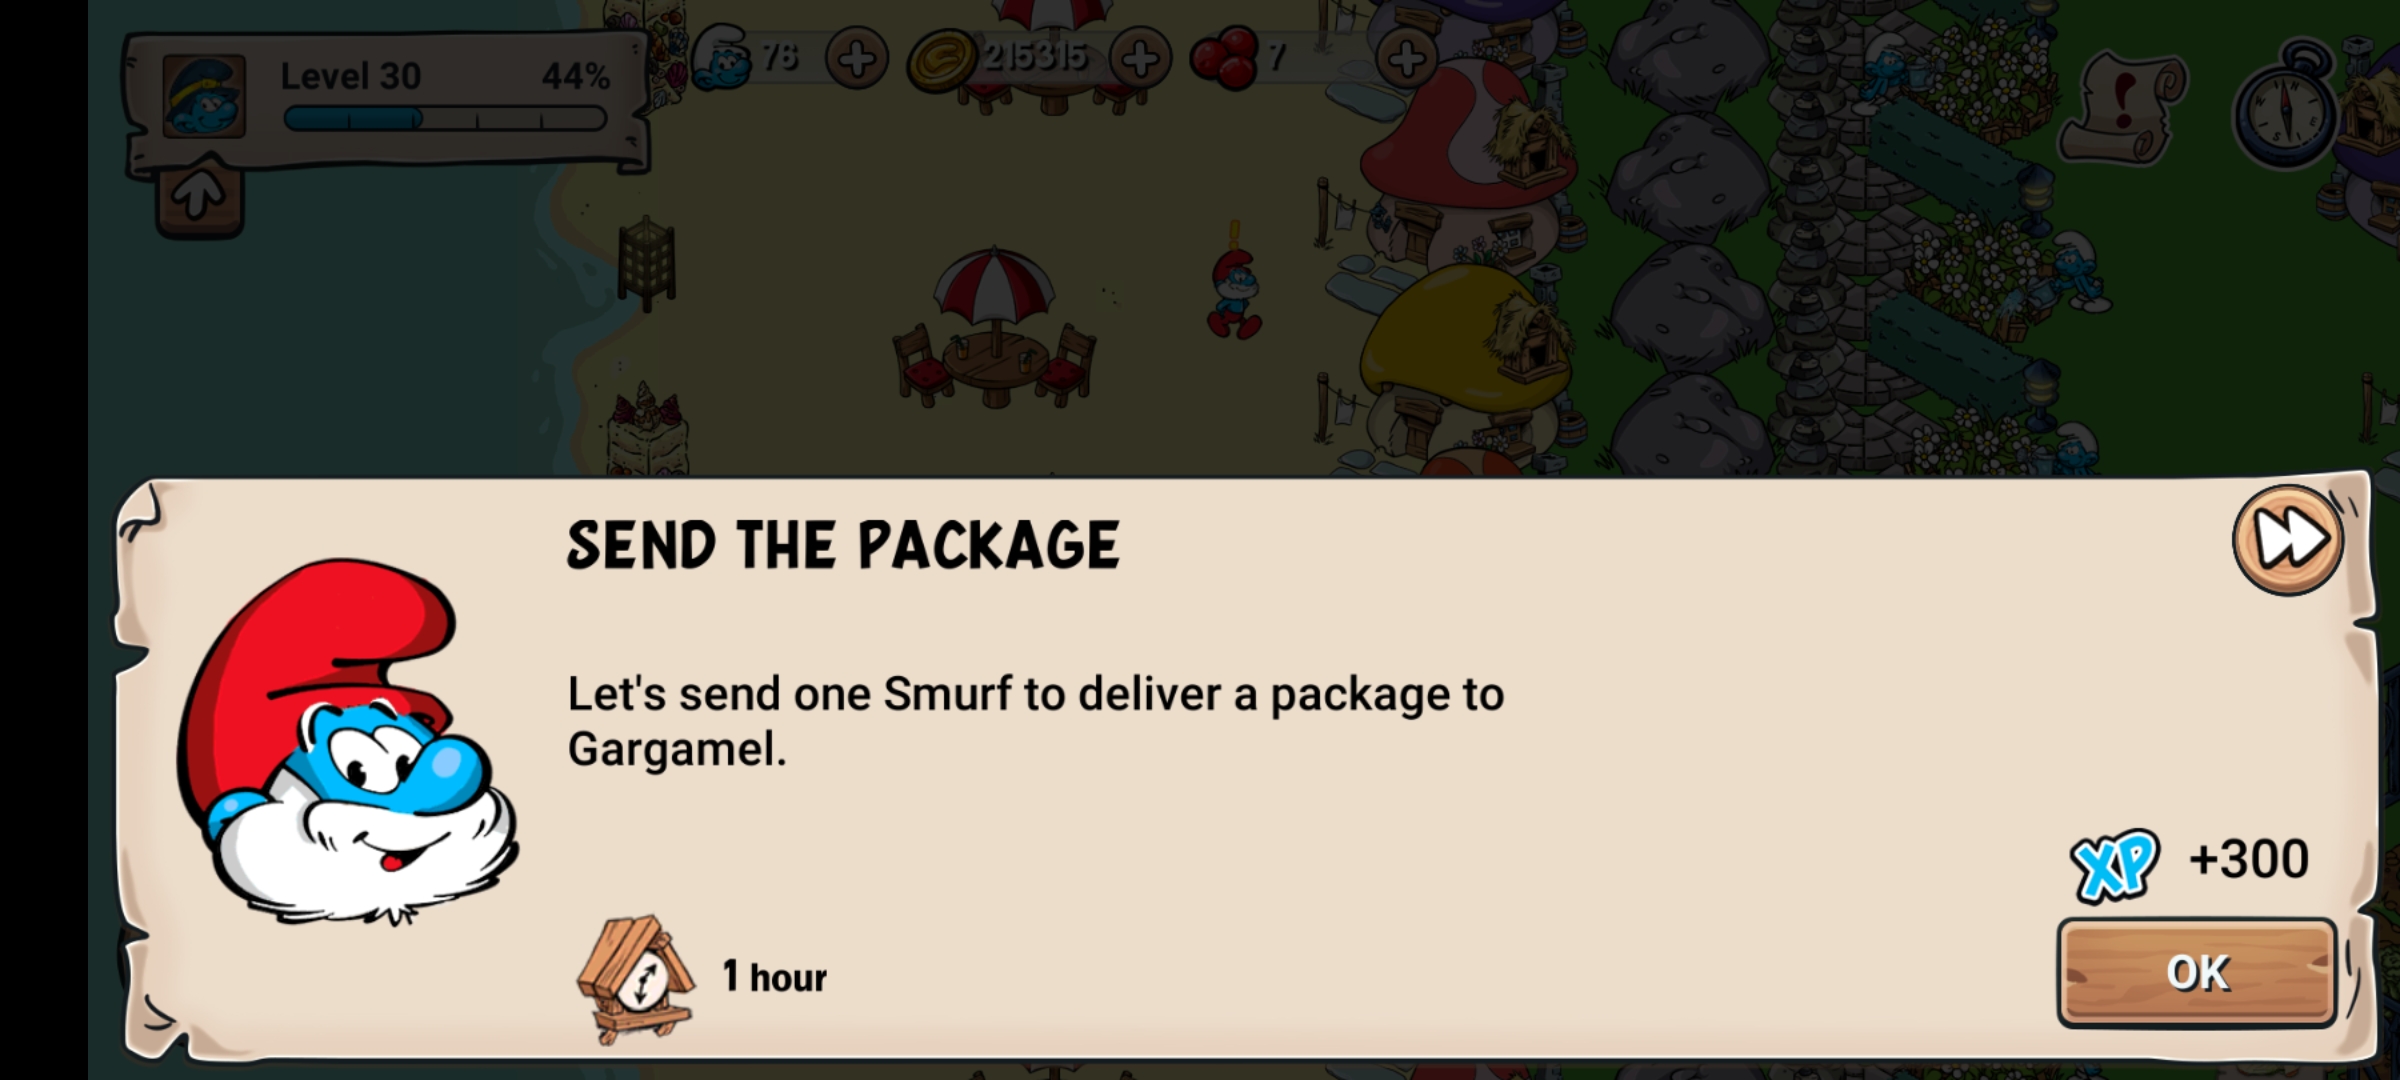 Level 30 44%
76
215315
7
SEND THE PACKAGE
Let's send one Smurf to deliver a package to
Gargamel.
XP +300
1 hour
OK